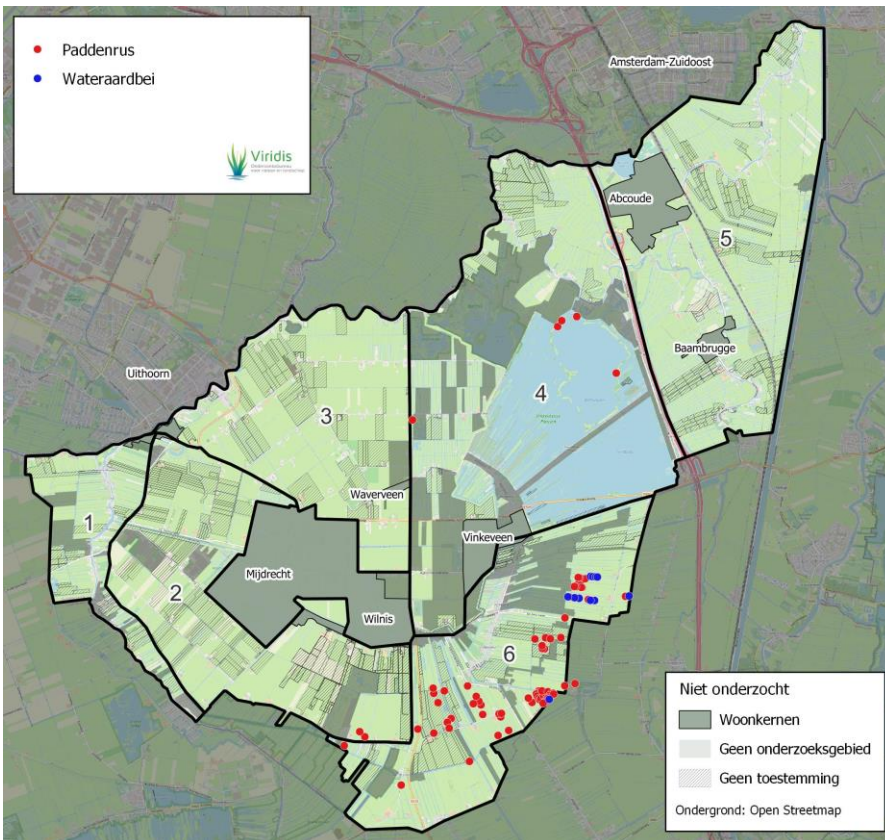 Paddenrus
Wateraardbei
Viridis
Amsterdam-Zuidoost
Abcoude
5
Baambrugge
Uithoorn
4
3
Waverveen
1
Vinkeveen
Mijdrecht
2
Wilnis
6
Niet onderzocht
Woonkernen
Geen onderzoeksgebied
Geen toestemming
Ondergrond: Open Streetmap